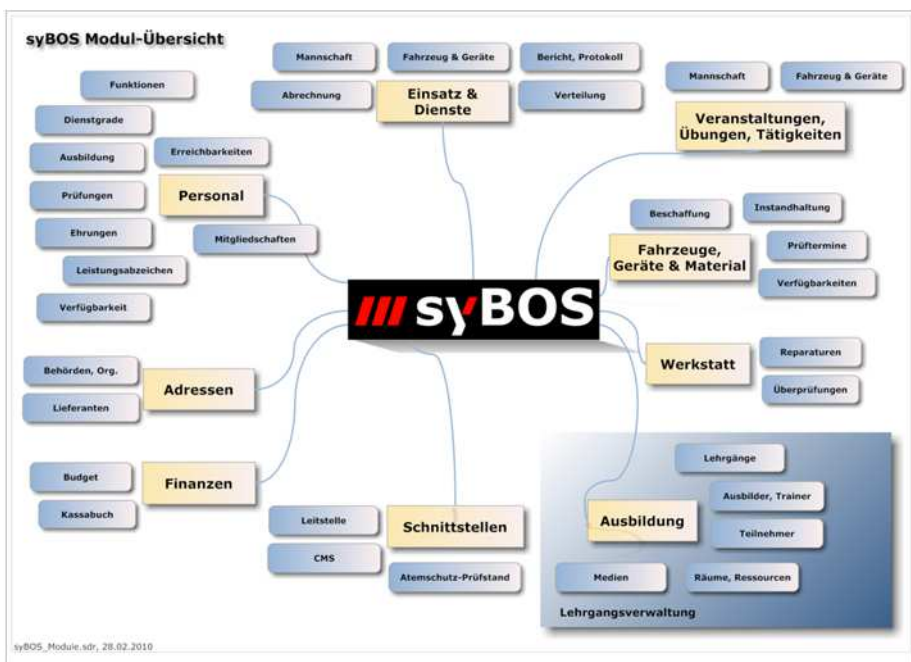 syBOS Modul-Übersicht
Mannschaft
Fahrzeug & Geräte
Bericht, Protokoll
Abrechnung
Einsatz &
Dienste
Verteilung
Mannschaft
Fahrzeug & Geräte
Veranstaltungen,
Übungen, Tätigkeiten
Funktionen
Dienstgrade
Ausbildung
Erreichbarkeiten
Prüfungen
Personal
Ehrungen
Mitgliedschaften
Leistungsabzeichen
Verfügbarkeit
Beschaffung
Instandhaltung
Fahrzeuge,
Geräte & Material
Prüftermine
Verfügbarkeiten
syBOS
Behörden, Org.
Adressen
Lieferanten
Werkstatt
Reparaturen
Überprüfungen
Budget
Finanzen
Kassabuch
Leitstelle
Schnittstellen
CMS
Atemschutz-Prüfstand
Lehrgänge
Ausbilder, Trainer
Ausbildung
Teilnehmer
Medien
Räume, Ressourcen
Lehrgangsverwaltung
syBOS_Module.sdr, 28.02.2010